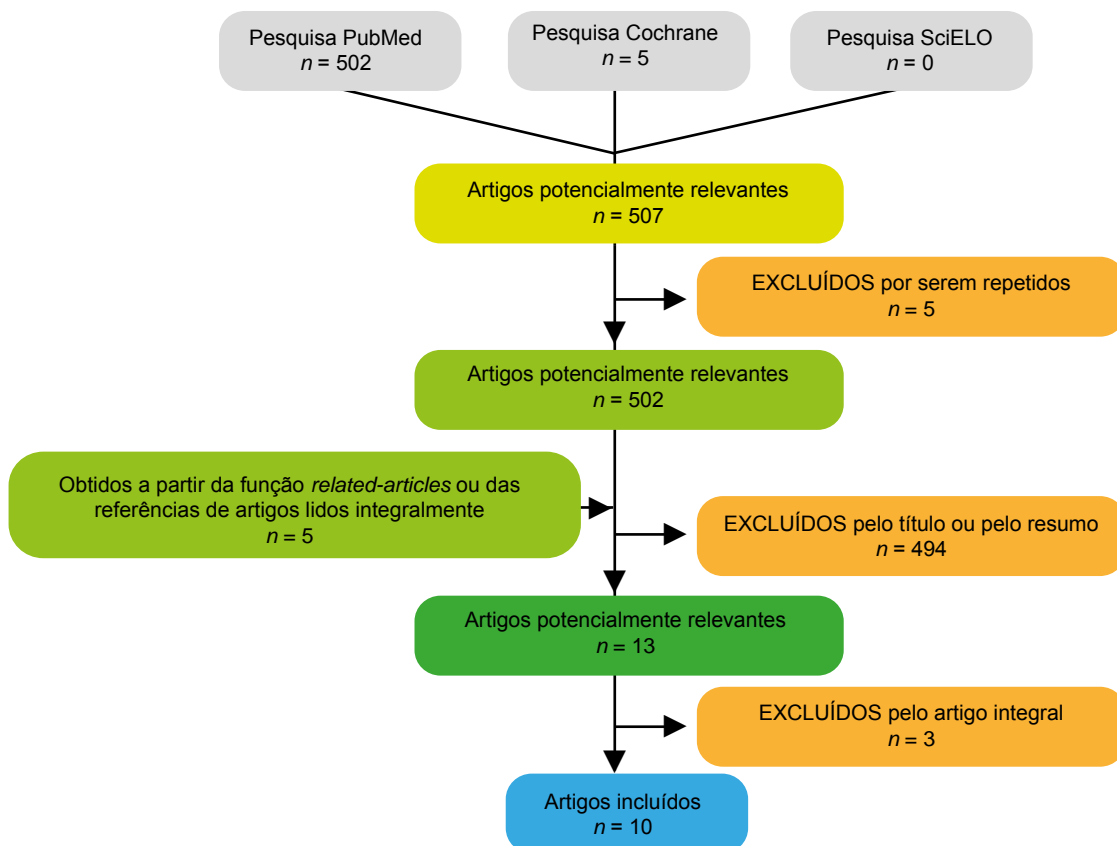 Pesquisa PubMed
n = 502
Pesquisa Cochrane
n = 5
Pesquisa SciELO
n = 0
Artigos potencialmente relevantes
n = 507
EXCLUÍDOS por serem repetidos
n = 5
Artigos potencialmente relevantes
n = 502
Obtidos a partir da função related-articles ou das
referências de artigos lidos integralmente
n = 5
EXCLUÍDOS pelo título ou pelo resumo
n = 494
Artigos potencialmente relevantes
n = 13
EXCLUÍDOS pelo artigo integral
n = 3
Artigos incluídos
n = 10